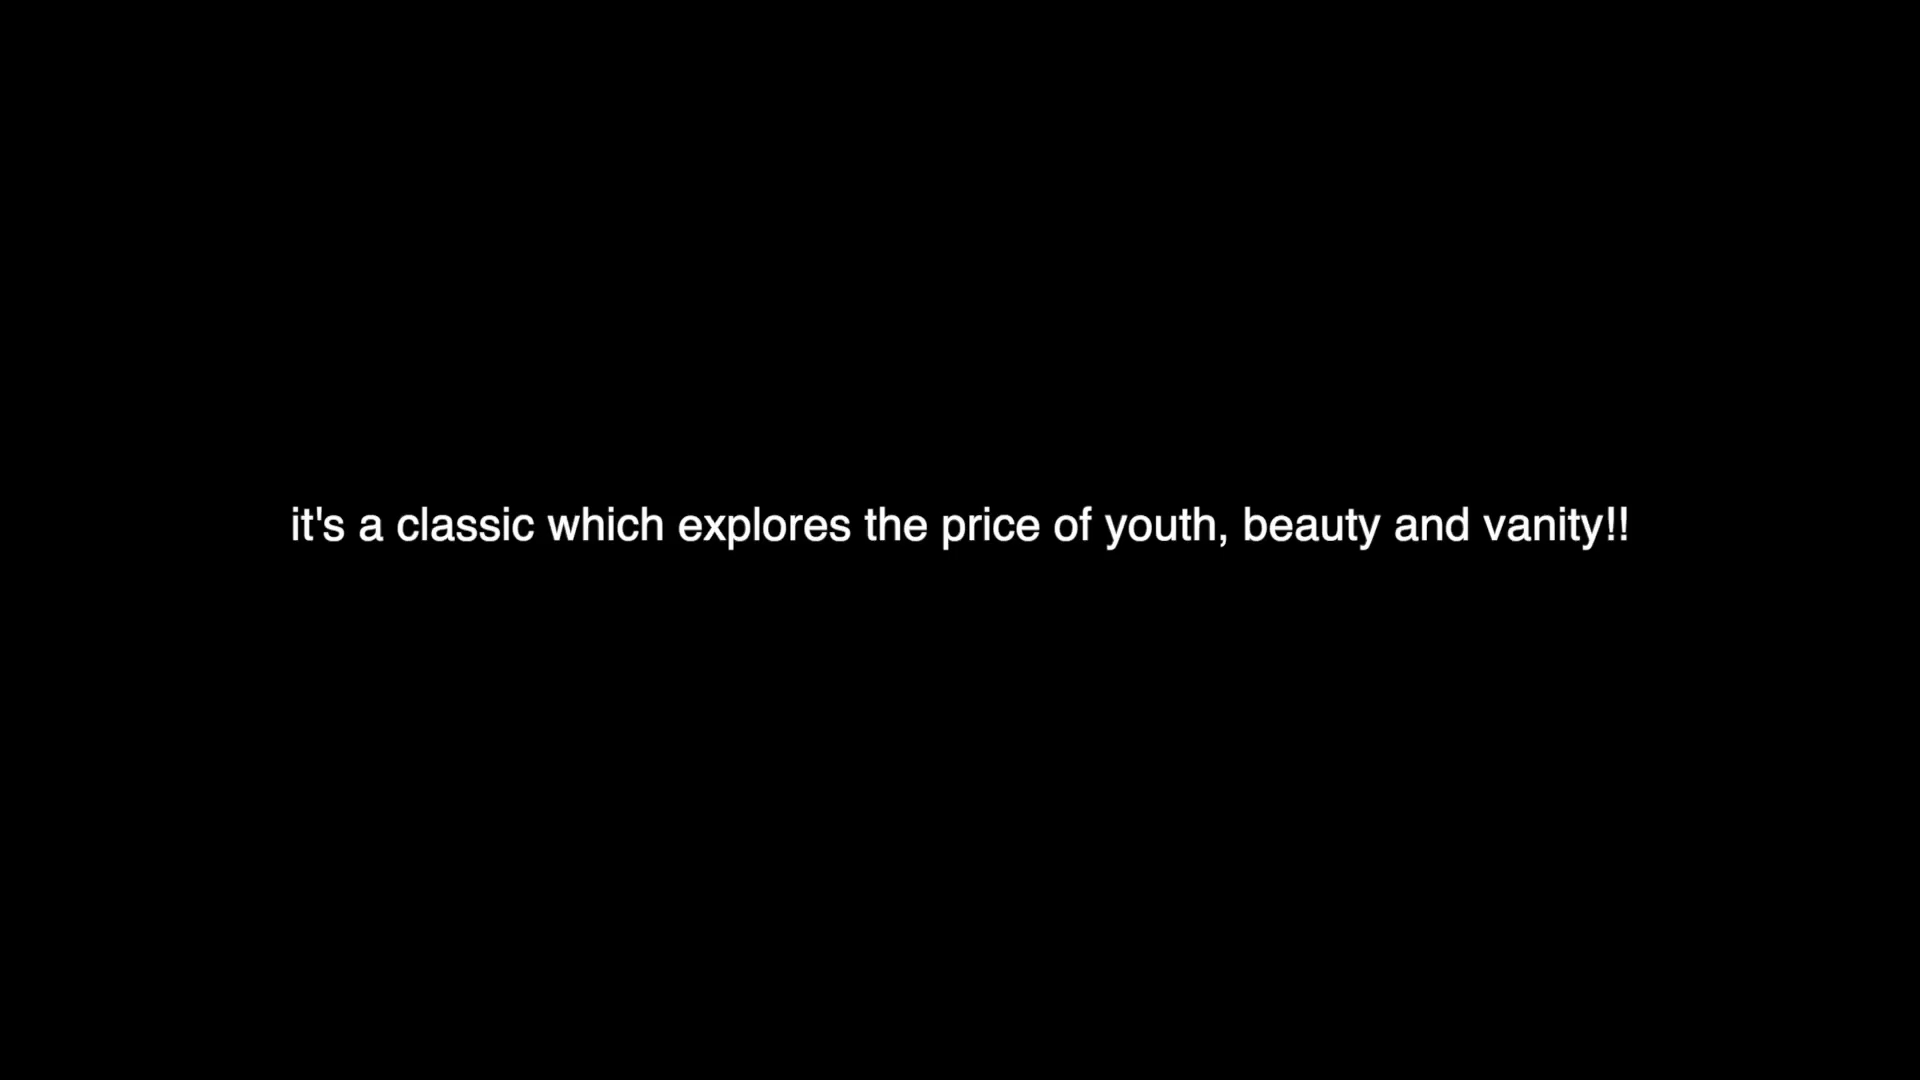 it's a classic which explores the price of youth, beauty and vanity!!